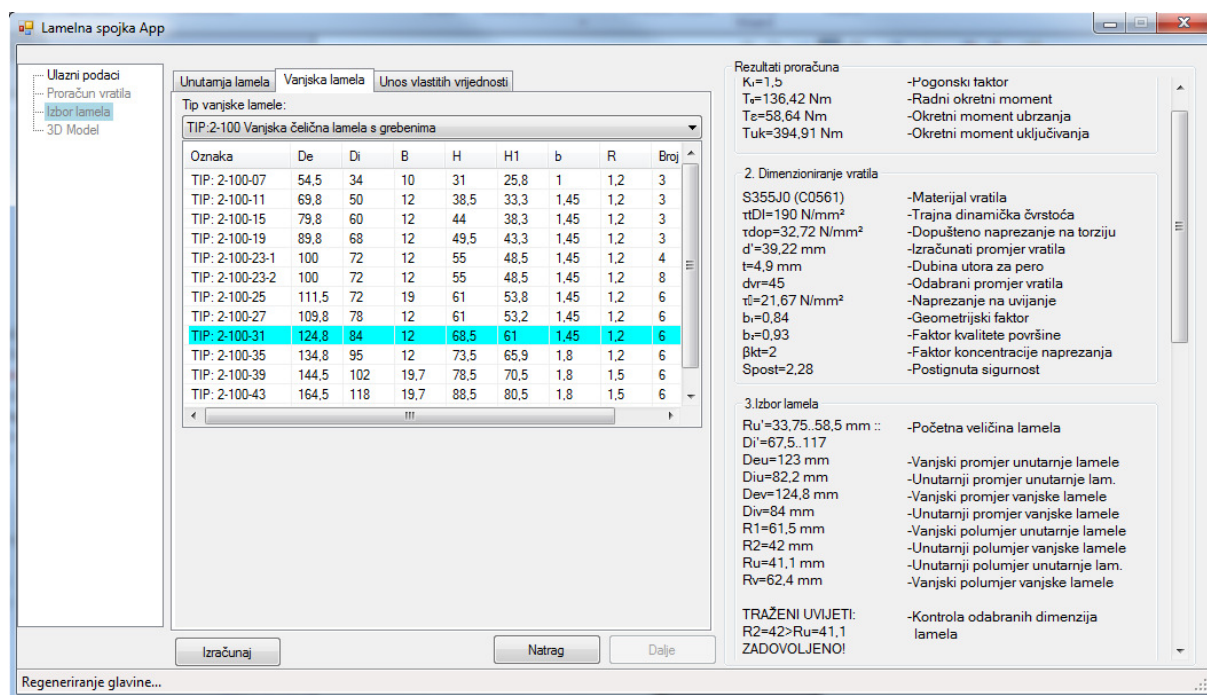 Lamelna spojka App
Ulazni podaci
Proračun vratila
Izbor lamela
3D Model
Unutarnja lamela Vanjska lamela Unos vlastitih vrijednosti
Tip vanjske lamele:
TIP:2-100 Vanjska čelična lamela s grebenima
Oznaka De Di B H H1 b R Broj
TIP: 2-100-07 54,5 34 10 31 25,8 1 1,2 3
TIP: 2-100-11 69,8 50 12 38,5 33,3 1,45 1,2 3
TIP: 2-100-15 79,8 60 12 44 38,3 1,45 1,2 3
TIP: 2-100-19 89,8 68 12 49,5 43,3 1,45 1,2 3
TIP: 2-100-23-1 100 72 12 55 48,5 1,45 1,2 4
TIP: 2-100-23-2 100 72 12 55 48,5 1,45 1,2 8
TIP: 2-100-25 111,5 72 19 61 53,8 1,45 1,2 6
TIP: 2-100-27 109,8 78 12 61 53,2 1,45 1,2 6
TIP: 2-100-31 124,8 84 12 68,5 61 1,45 1,2 6
TIP: 2-100-35 134,8 95 12 73,5 65,9 1,8 1,2 6
TIP: 2-100-39 144,5 102 19,7 78,5 70,5 1,8 1,5 6
TIP: 2-100-43 164,5 118 19,7 88,5 80,5 1,8 1,5 6
Izračunaj
Natrag
Dalje
Rezultati proračuna
-Pogonski faktor
-Radni okretni moment
Tε=58,64 Nm -Okretni moment ubrzanja
Tuk=394,91 Nm -Okretni moment uključivanja
2. Dimenzioniranje vratila
S355J0 (C0561) -Materijal vratila
τtDI=190 N/mm² -Trajna dinamička čvrstoća
τdop=32,72 N/mm² -Dopušteno naprezanje na torziju
d'=39,22 mm -Izračunati promjer vratila
t=4,9 mm -Dubina utora za pero
dvr=45 -Odabrani promjer vratila
τ▯=21,67 N/mm² -Naprezanje na uvijanje
b₁=0,84 -Geometrijski faktor
b₂=0,93 -Faktor kvalitete površine
βkt=2 -Faktor koncentracije naprezanja
Spost=2,28 -Postignuta sigurnost
3.Izbor lamela
Ru'=33,75..58,5 mm :: -Početna veličina lamela
Di'=67,5..117
Deu=123 mm -Vanjski promjer unutarnje lamele
Diu=82,2 mm -Unutarnji promjer unutarnje lam.
Dev=124,8 mm -Vanjski promjer vanjske lamele
Div=84 mm -Unutarnji promjer vanjske lamele
R1=61,5 mm -Vanjski polumjer unutarnje lamele
R2=42 mm -Unutarnji polumjer vanjske lamele
Ru=41,1 mm -Unutarnji polumjer unutarnje lam.
Rv=62,4 mm -Vanjski polumjer vanjske lamele
TRAŽENI UVIJETI: -Kontrola odabranih dimenzija
R2=42>Ru=41,1 lamela
ZADOVOLJENO!
Regeneriranje glavine...